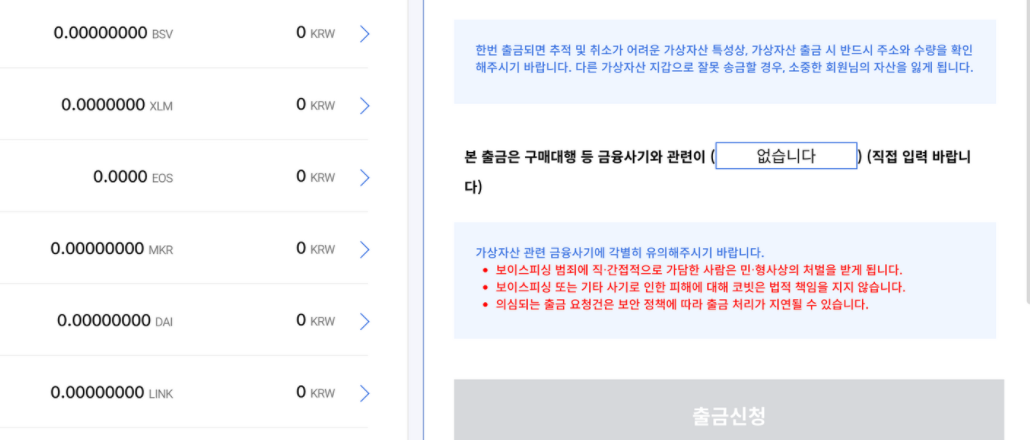 0.00000000 BSV 0 KRW
0.0000000 XLM 0 KRW
0.0000 EOS 0 KRW
0.00000000 MKR 0 KRW
0.00000000 DAI 0 KRW
0.00000000 LINK 0 KRW
한번 출금되면 추적 및 취소가 어려운 가상자산 특성상, 가상자산 출금 시 반드시 주소와 수량을 확인
해주시기 바랍니다. 다른 가상자산 지갑으로 잘못 송금할 경우, 소중한 회원님의 자산을 잃게 됩니다.
본 출금은 구매대행 등 금융사기와 관련이 ( 없습니다 ) (직접 입력 바랍니
다)
가상자산 관련 금융사기에 각별히 유의해주시기 바랍니다.
• 보이스피싱 범죄에 직·간접적으로 가담한 사람은 민·형사상의 처벌을 받게 됩니다.
• 보이스피싱 또는 기타 사기로 인한 피해에 대해 코빗은 법적 책임을 지지 않습니다.
• 의심되는 출금 요청건은 보안 정책에 따라 출금 처리가 지연될 수 있습니다.
출금신청